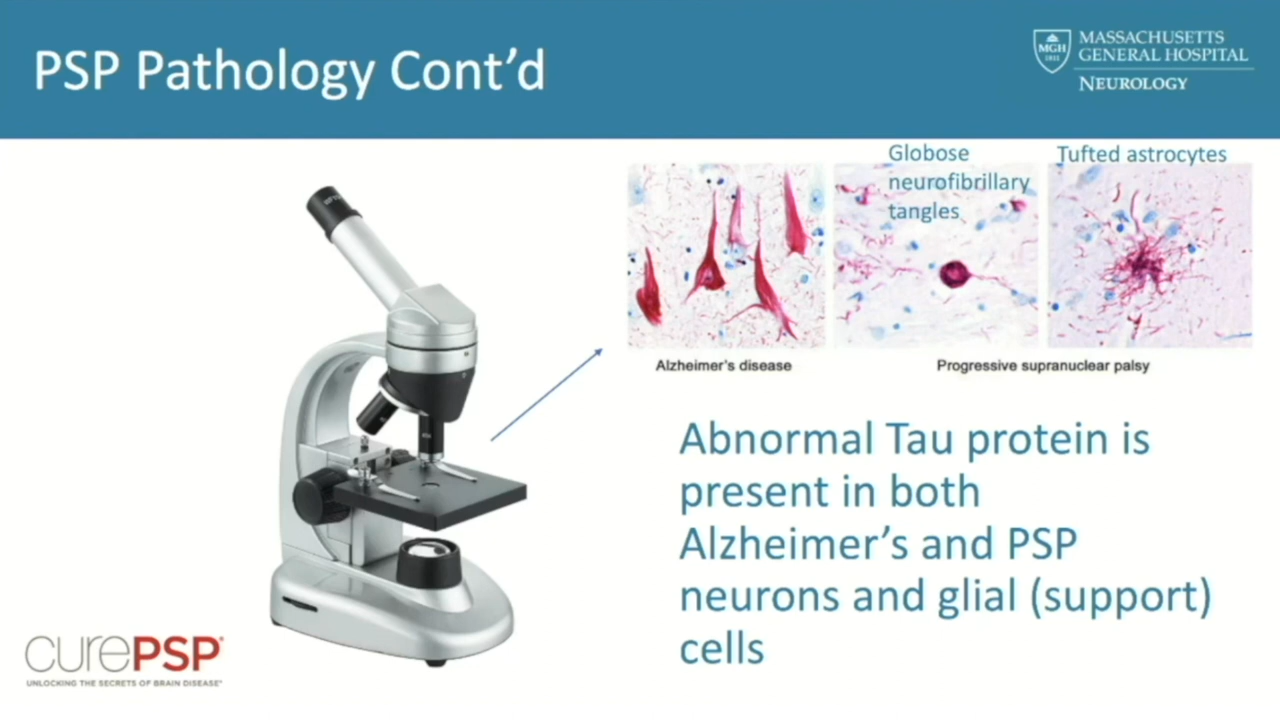 PSP Pathology Cont'd
MGH
1811
MASSACHUSETTS
GENERAL HOSPITAL
NEUROLOGY
Globose
neurofibrillary
tangles
Tufted astrocytes
Alzheimer's disease
Progressive supranuclear palsy
Abnormal Tau protein is
present in both
Alzheimer's and PSP
neurons and glial (support)
cells
curePSP®
UNLOCKING THE SECRETS OF BRAIN DISEASE®